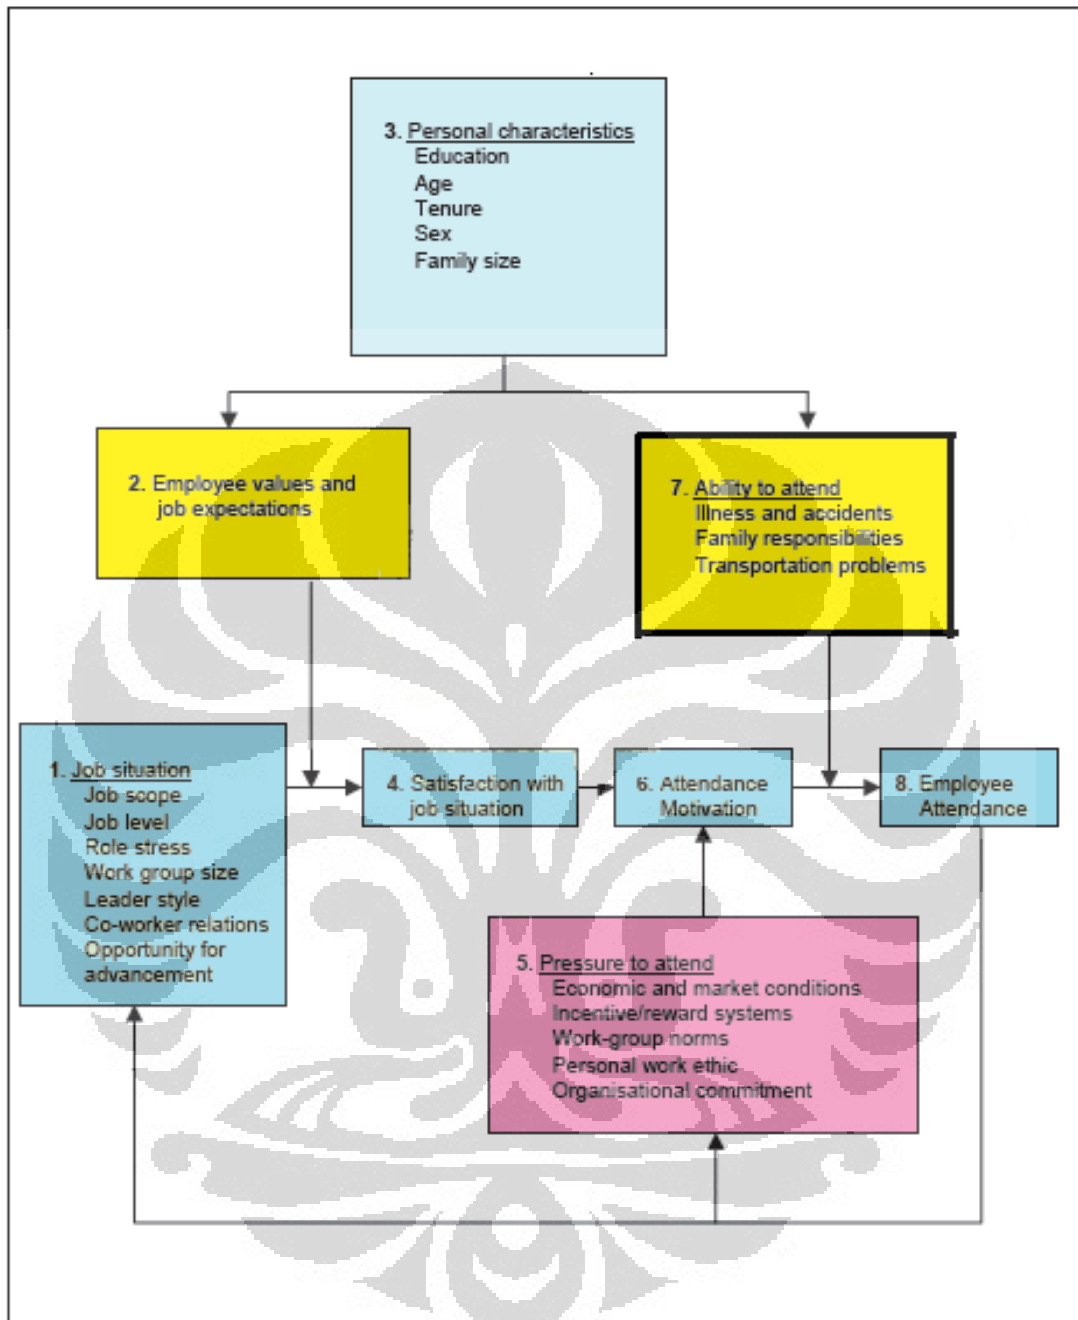 3. Personal characteristics
Education
Age
Tenure
Sex
Family size
2. Employee values and
job expectations
7. Ability to attend
Illness and accidents
Family responsibilities
Transportation problems
1. Job situation
Job scope
Job level
Role stress
Work group size
Leader style
Co-worker relations
Opportunity for
advancement
4. Satisfaction with
job situation
6. Attendance
Motivation
8. Employee
Attendance
5. Pressure to attend
Economic and market conditions
Incentive/reward systems
Work-group norms
Personal work ethic
Organisational commitment